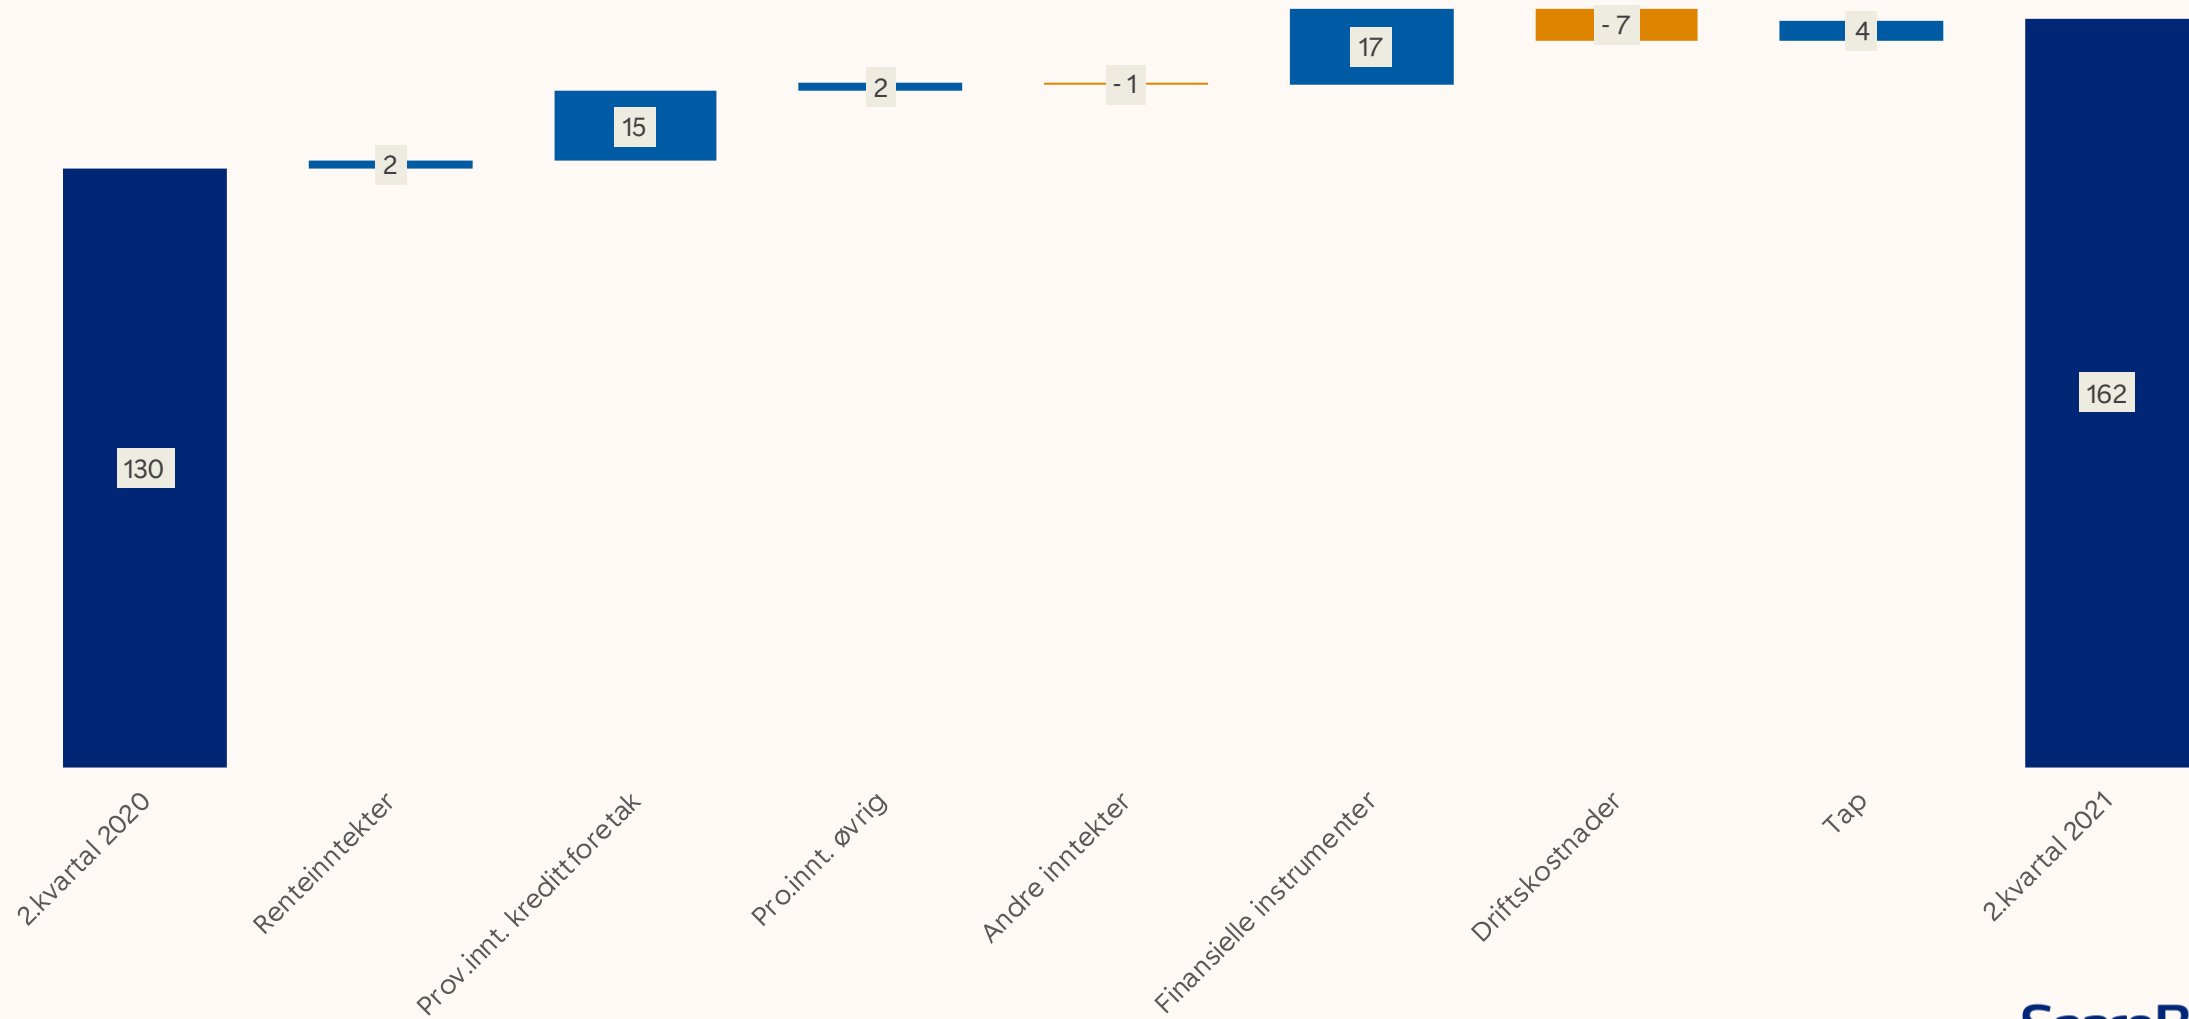 130
2
15
2
- 1
17
- 7
4
162
2.kvartal 2020
Renteinntekter
Prov.innt. kredittforetak
Pro.innt. øvrig
Andre inntekter
Finansielle instrumenter
Driftskostnader
Tap
2.kvartal 2021